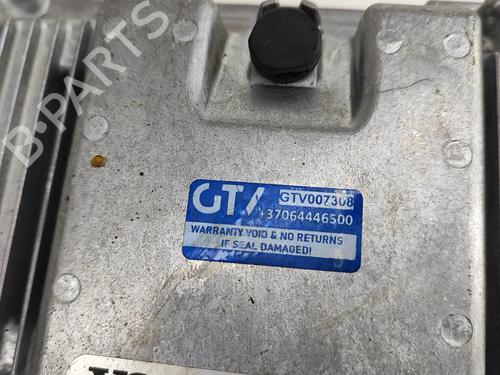 B-PARTS
GTV GTV007308
+37064446500
WARRANTY VOID & NO RETURNS
IF SEAL DAMAGED!